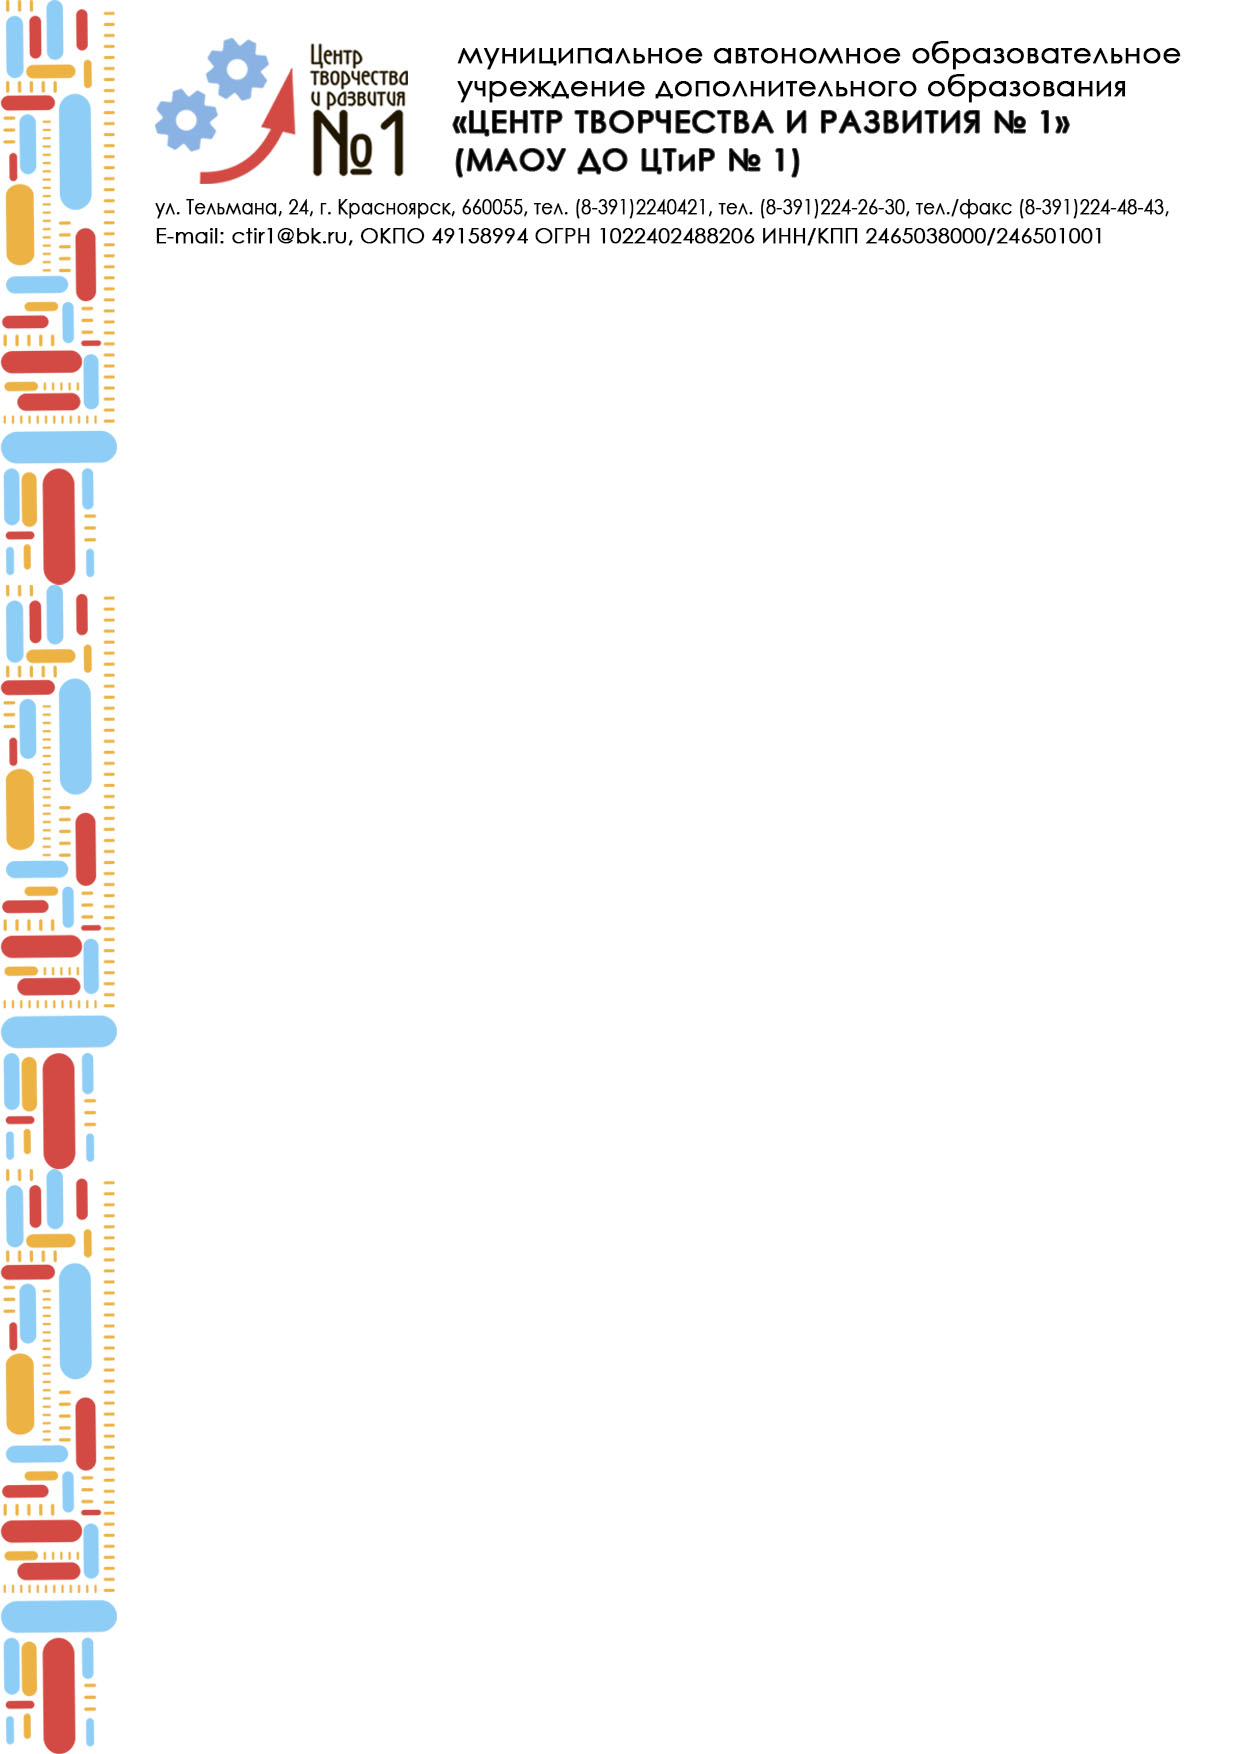 Центр
творчества
и развития
№1
муниципальное автономное образовательное
учреждение дополнительного образования
«ЦЕНТР ТВОРЧЕСТВА И РАЗВИТИЯ № 1»
(МАОУ ДО ЦТиР № 1)
ул. Тельмана, 24, г. Красноярск, 660055, тел. (8-391)2240421, тел. (8-391)224-26-30, тел./факс (8-391)224-48-43,
E-mail: ctir1@bk.ru, ОКПО 49158994 ОГРН 1022402488206 ИНН/КПП 2465038000/246501001